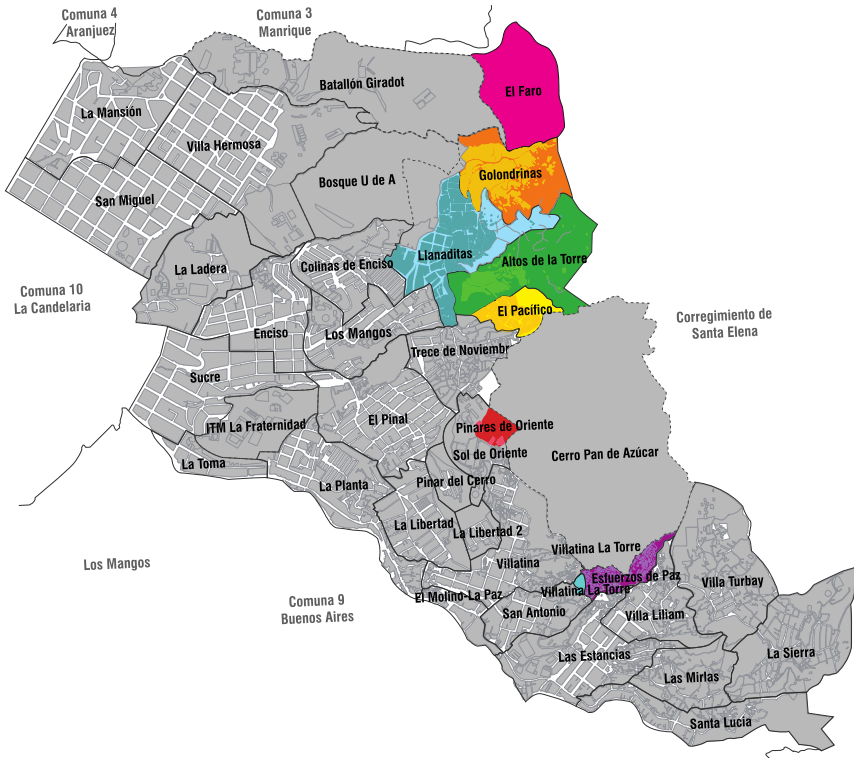 Comuna 4
Aranjuez
Comuna 3
Manrique
Batallón Giradot
El Faro
La Mansión
Villa Hermosa
Golondrinas
Bosque U de A
San Miguel
Llanaditas
Altos de la Torre
La Ladera
Colinas de Enciso
Comuna 10
La Candelaria
El Pacífico
Corregimiento de
Santa Elena
Enciso
Los Mangos
Trece de Noviembr
Sucre
El Pinal
ITM La Fraternidad
Pinares de Oriente
Sol de Oriente
Cerro Pan de Azúcar
La Toma
La Planta
Pinar del Cerro
La Libertad
La Libertad 2
Villatina La Torre
Villatina
Los Mangos
Esfuerzos de Paz
Villa Turbay
Villatina La Torre
El Molino-La Paz
Comuna 9
Buenos Aires
San Antonio
Villa Liliam
Las Estancias
La Sierra
Las Mirlas
Santa Lucía